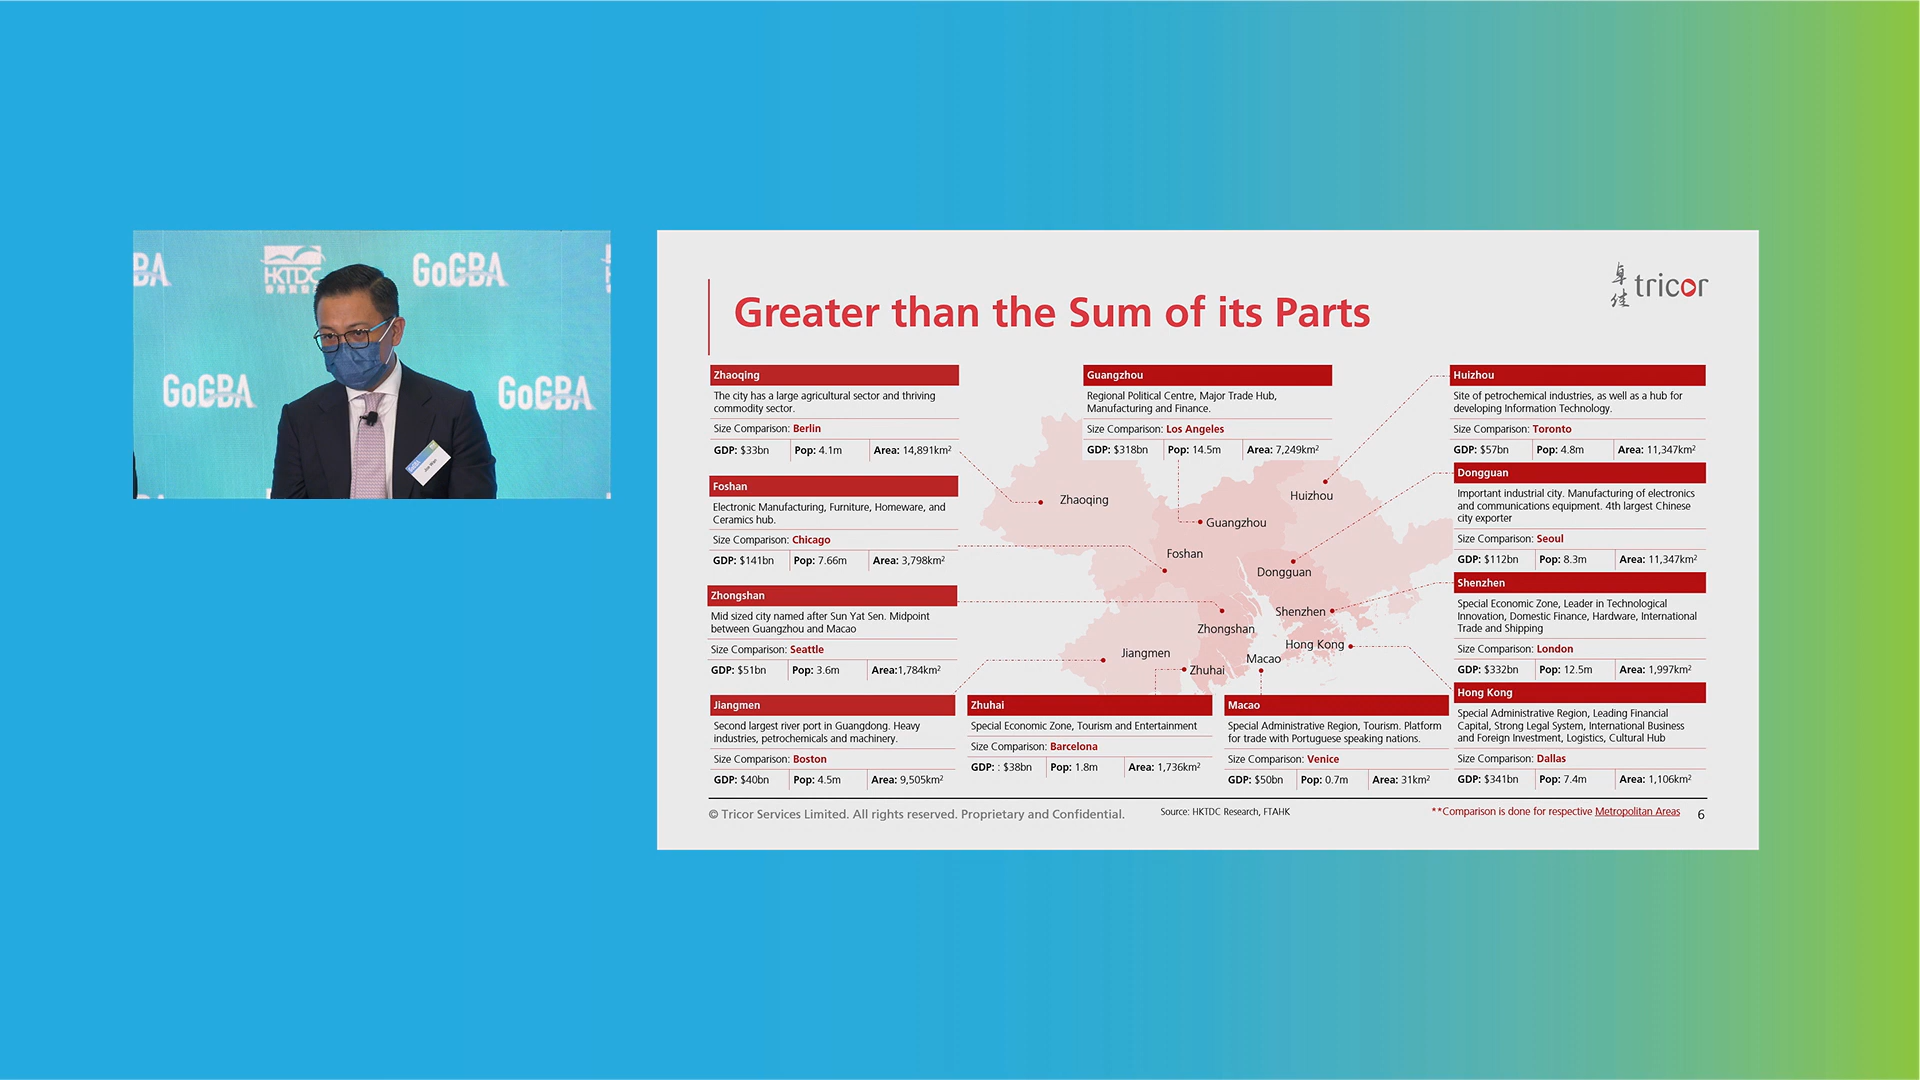 BA
HKTDC
GoGBA
GoGBA
GoGBA
Joe Wan
卓佳 tricor
Greater than the Sum of its Parts
Zhaoqing
The city has a large agricultural sector and thriving
commodity sector.
Size Comparison: Berlin
GDP: $33bn Pop: 4.1m Area: 14,891km²
Foshan
Electronic Manufacturing, Furniture, Homeware, and
Ceramics hub.
Size Comparison: Chicago
GDP: $141bn Pop: 7.66m Area: 3,798km²
Zhongshan
Mid sized city named after Sun Yat Sen. Midpoint
between Guangzhou and Macao
Size Comparison: Seattle
GDP: $51bn Pop: 3.6m Area:1,784km²
Jiangmen
Second largest river port in Guangdong. Heavy
industries, petrochemicals and machinery.
Size Comparison: Boston
GDP: $40bn Pop: 4.5m Area: 9,505km²
Guangzhou
Regional Political Centre, Major Trade Hub,
Manufacturing and Finance.
Size Comparison: Los Angeles
GDP: $318bn Pop: 14.5m Area: 7,249km²
Zhaoqing
Huizhou
Guangzhou
Foshan
Dongguan
Shenzhen
Zhongshan
Hong Kong
Jiangmen
Macao
Zhuhai
Zhuhai
Special Economic Zone, Tourism and Entertainment
Size Comparison: Barcelona
GDP: : $38bn Pop: 1.8m Area: 1,736km²
Macao
Special Administrative Region, Tourism. Platform
for trade with Portuguese speaking nations.
Size Comparison: Venice
GDP: $50bn Pop: 0.7m Area: 31km²
Huizhou
Site of petrochemical industries, as well as a hub for
developing Information Technology.
Size Comparison: Toronto
GDP: $57bn Pop: 4.8m Area: 11,347km²
Dongguan
Important industrial city. Manufacturing of electronics
and communications equipment. 4th largest Chinese
city exporter
Size Comparison: Seoul
GDP: $112bn Pop: 8.3m Area: 11,347km²
Shenzhen
Special Economic Zone, Leader in Technological
Innovation, Domestic Finance, Hardware, International
Trade and Shipping
Size Comparison: London
GDP: $332bn Pop: 12.5m Area: 1,997km²
Hong Kong
Special Administrative Region, Leading Financial
Capital, Strong Legal System, International Business
and Foreign Investment, Logistics, Cultural Hub
Size Comparison: Dallas
GDP: $341bn Pop: 7.4m Area: 1,106km²
© Tricor Services Limited. All rights reserved. Proprietary and Confidential.
Source: HKTDC Research, FTAHK
**Comparison is done for respective Metropolitan Areas
6